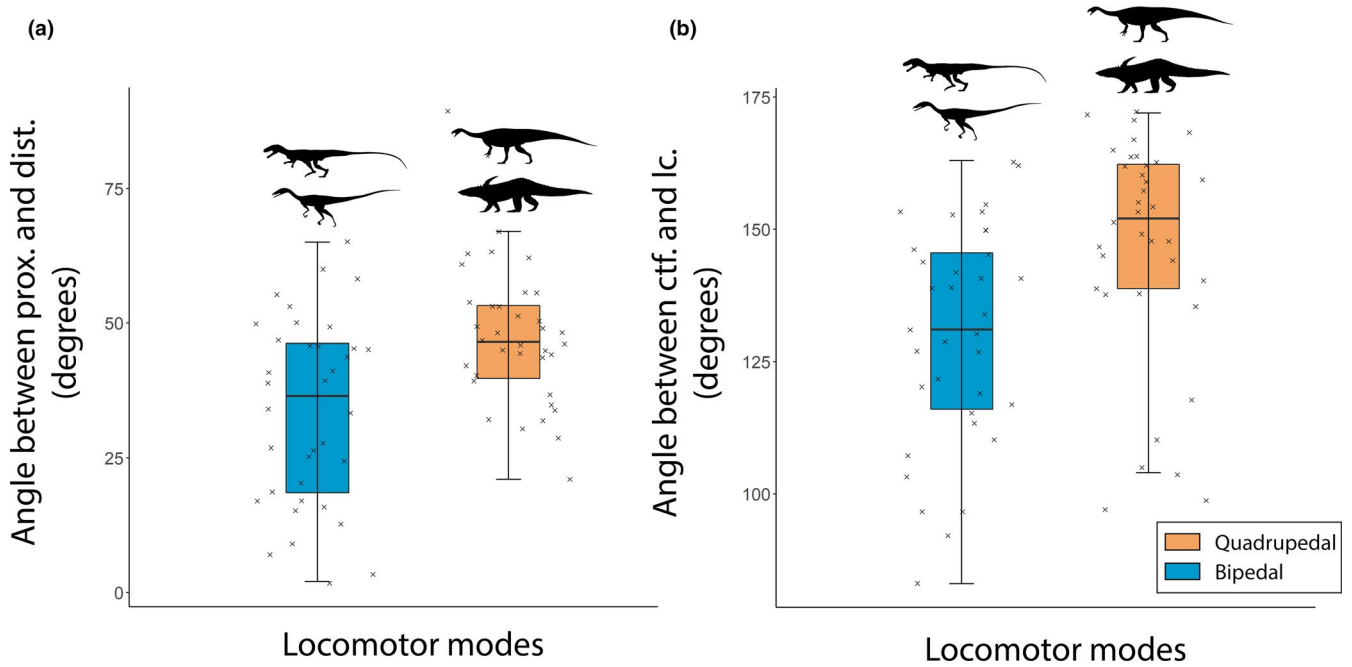 (a)
Angle between prox. and dist.
(degrees)
75
50
25
0
Locomotor modes
(b)
Angle between ctf. and lc.
(degrees)
175
150
125
100
Quadrupedal
Bipedal
Locomotor modes